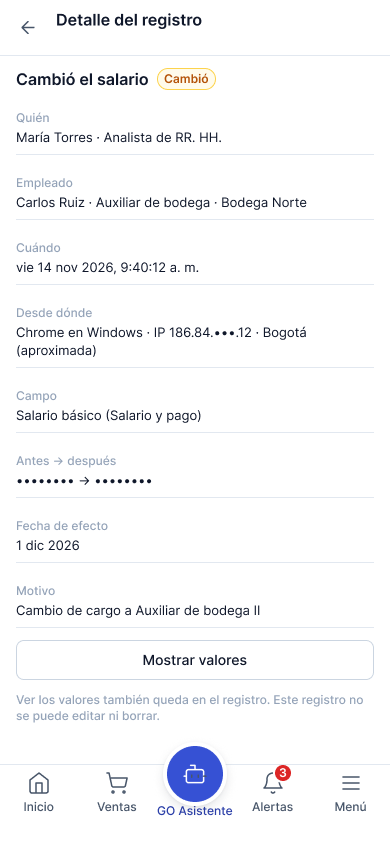 Detalle del registro
Cambió el salario Cambió
Quién
María Torres · Analista de RR. HH.
Empleado
Carlos Ruiz · Auxiliar de bodega · Bodega Norte
Cuándo
vie 14 nov 2026, 9:40:12 a. m.
Desde dónde
Chrome en Windows · IP 186.84.•••.12 · Bogotá
(aproximada)
Campo
Salario básico (Salario y pago)
Antes → después
•••••••• → ••••••••
Fecha de efecto
1 dic 2026
Motivo
Cambio de cargo a Auxiliar de bodega II
Mostrar valores
Ver los valores también queda en el registro. Este registro no
se puede editar ni borrar.
3
Inicio Ventas GO Asistente Alertas Menú